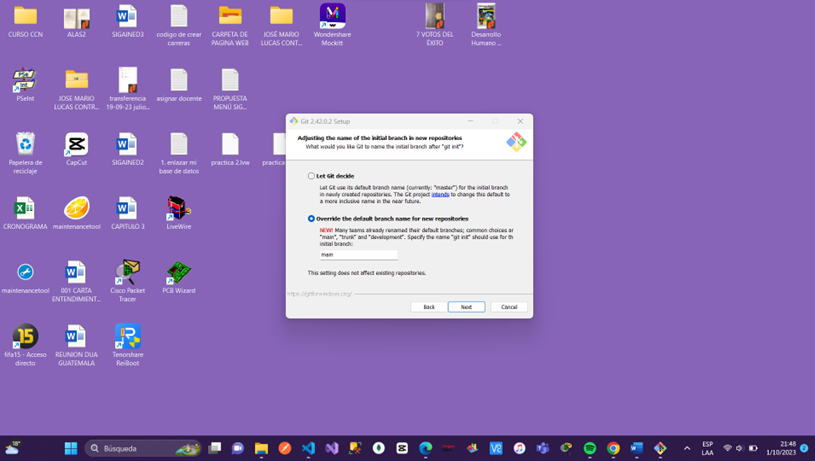 CURSO CCN
ALAS2
SIGAINED3
codigo de crear
carreras
CARPETA DE
PAGINA WEB
JOSÉ MARIO
LUCAS CONT...
Wondershare
Mockitt
7 VOTOS DEL
ÉXITO
Desarrollo
Humano ...
PSeInt
JOSE MARIO
LUCAS CONTR...
transferencia
19-09-23 julio...
asignar docente
PROPUESTA
MENÚ SIG...
Papelera de
reciclaje
CapCut
SIGAINED2
1. enlazar mi
base de datos
practica 2.lvw
practica
CRONOGRAMA
maintenancetool
CAPITULO 3
LiveWire
maintenancetool
001 CARTA
ENTENDIMIENT...
Cisco Packet
Tracer
PCB Wizard
fifa15 - Acceso
directo
REUNION DUA
GUATEMALA
Tenorshare
ReiBoot
Git 2.42.0.2 Setup
Adjusting the name of the initial branch in new repositories
What would you like Git to name the initial branch after "git init"?
Let Git decide
Let Git use its default branch name (currently: "master") for the initial branch
in newly created repositories. The Git project intends to change this default to
a more inclusive name in the near future.
Override the default branch name for new repositories
NEW! Many teams already renamed their default branches; common choices ar
"main", "trunk" and "development". Specify the name "git init" should use for th
initial branch:
main
This setting does not affect existing repositories.
https://gitforwindows.org/
Back
Next
Cancel
18°
Búsqueda
ESP
LAA
21:48
1/10/2023
2